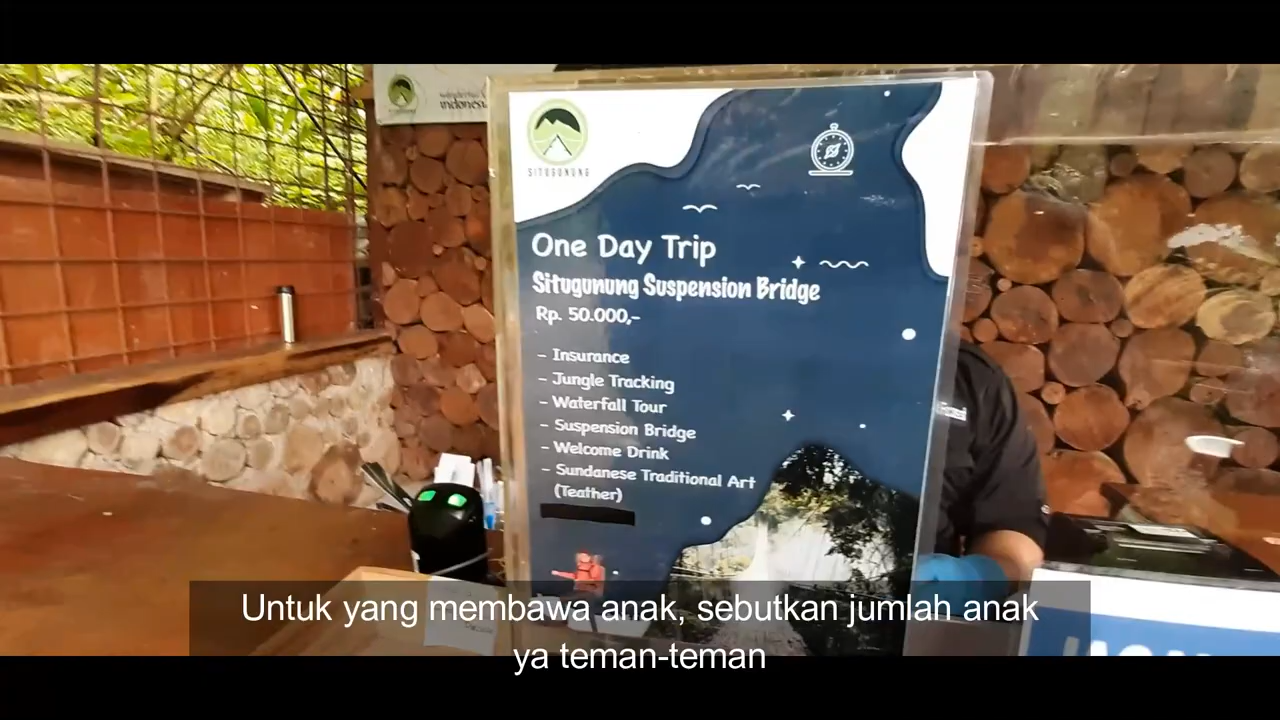 indonesia
SITUGUNUNG
One Day Trip
Situgunung Suspension Bridge
Rp. 50.000,-
- Insurance
- Jungle Tracking
- Waterfall Tour
- Suspension Bridge
- Welcome Drink
- Sundanese Traditional Art
(Teather)
Untuk yang membawa anak, sebutkan jumlah anak
ya teman-teman